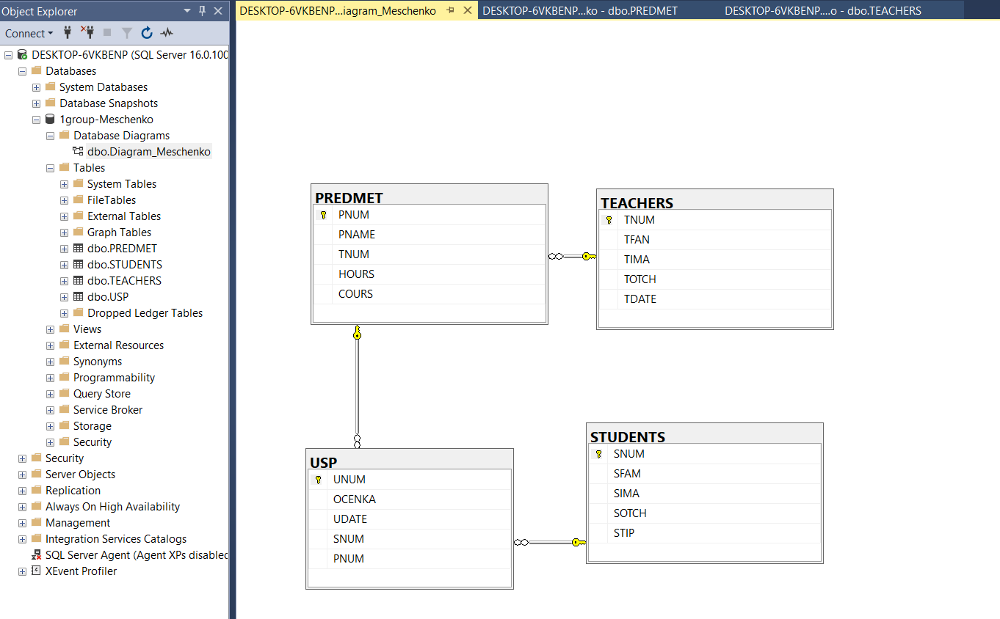 Object Explorer
Connect
DESKTOP-6VKBENP (SQL Server 16.0.100
Databases
System Databases
Database Snapshots
1group-Meschenko
Database Diagrams
dbo.Diagram_Meschenko
Tables
System Tables
FileTables
External Tables
Graph Tables
dbo.PREDMET
dbo.STUDENTS
dbo.TEACHERS
dbo.USP
Dropped Ledger Tables
Views
External Resources
Synonyms
Programmability
Query Store
Service Broker
Storage
Security
Security
Server Objects
Replication
Always On High Availability
Management
Integration Services Catalogs
SQL Server Agent (Agent XPs disabled
XEvent Profiler
DESKTOP-6VKBENP...iagram_Meschenko
DESKTOP-6VKBENP...ko - dbo.PREDMET
DESKTOP-6VKBENP....o - dbo.TEACHERS
PREDMET
PNUM
PNAME
TNUM
HOURS
COURS
TEACHERS
TNUM
TFAN
TIMA
TOTCH
TDATE
USP
UNUM
OCENKA
UDATE
SNUM
PNUM
STUDENTS
SNUM
SFAM
SIMA
SOTCH
STIP